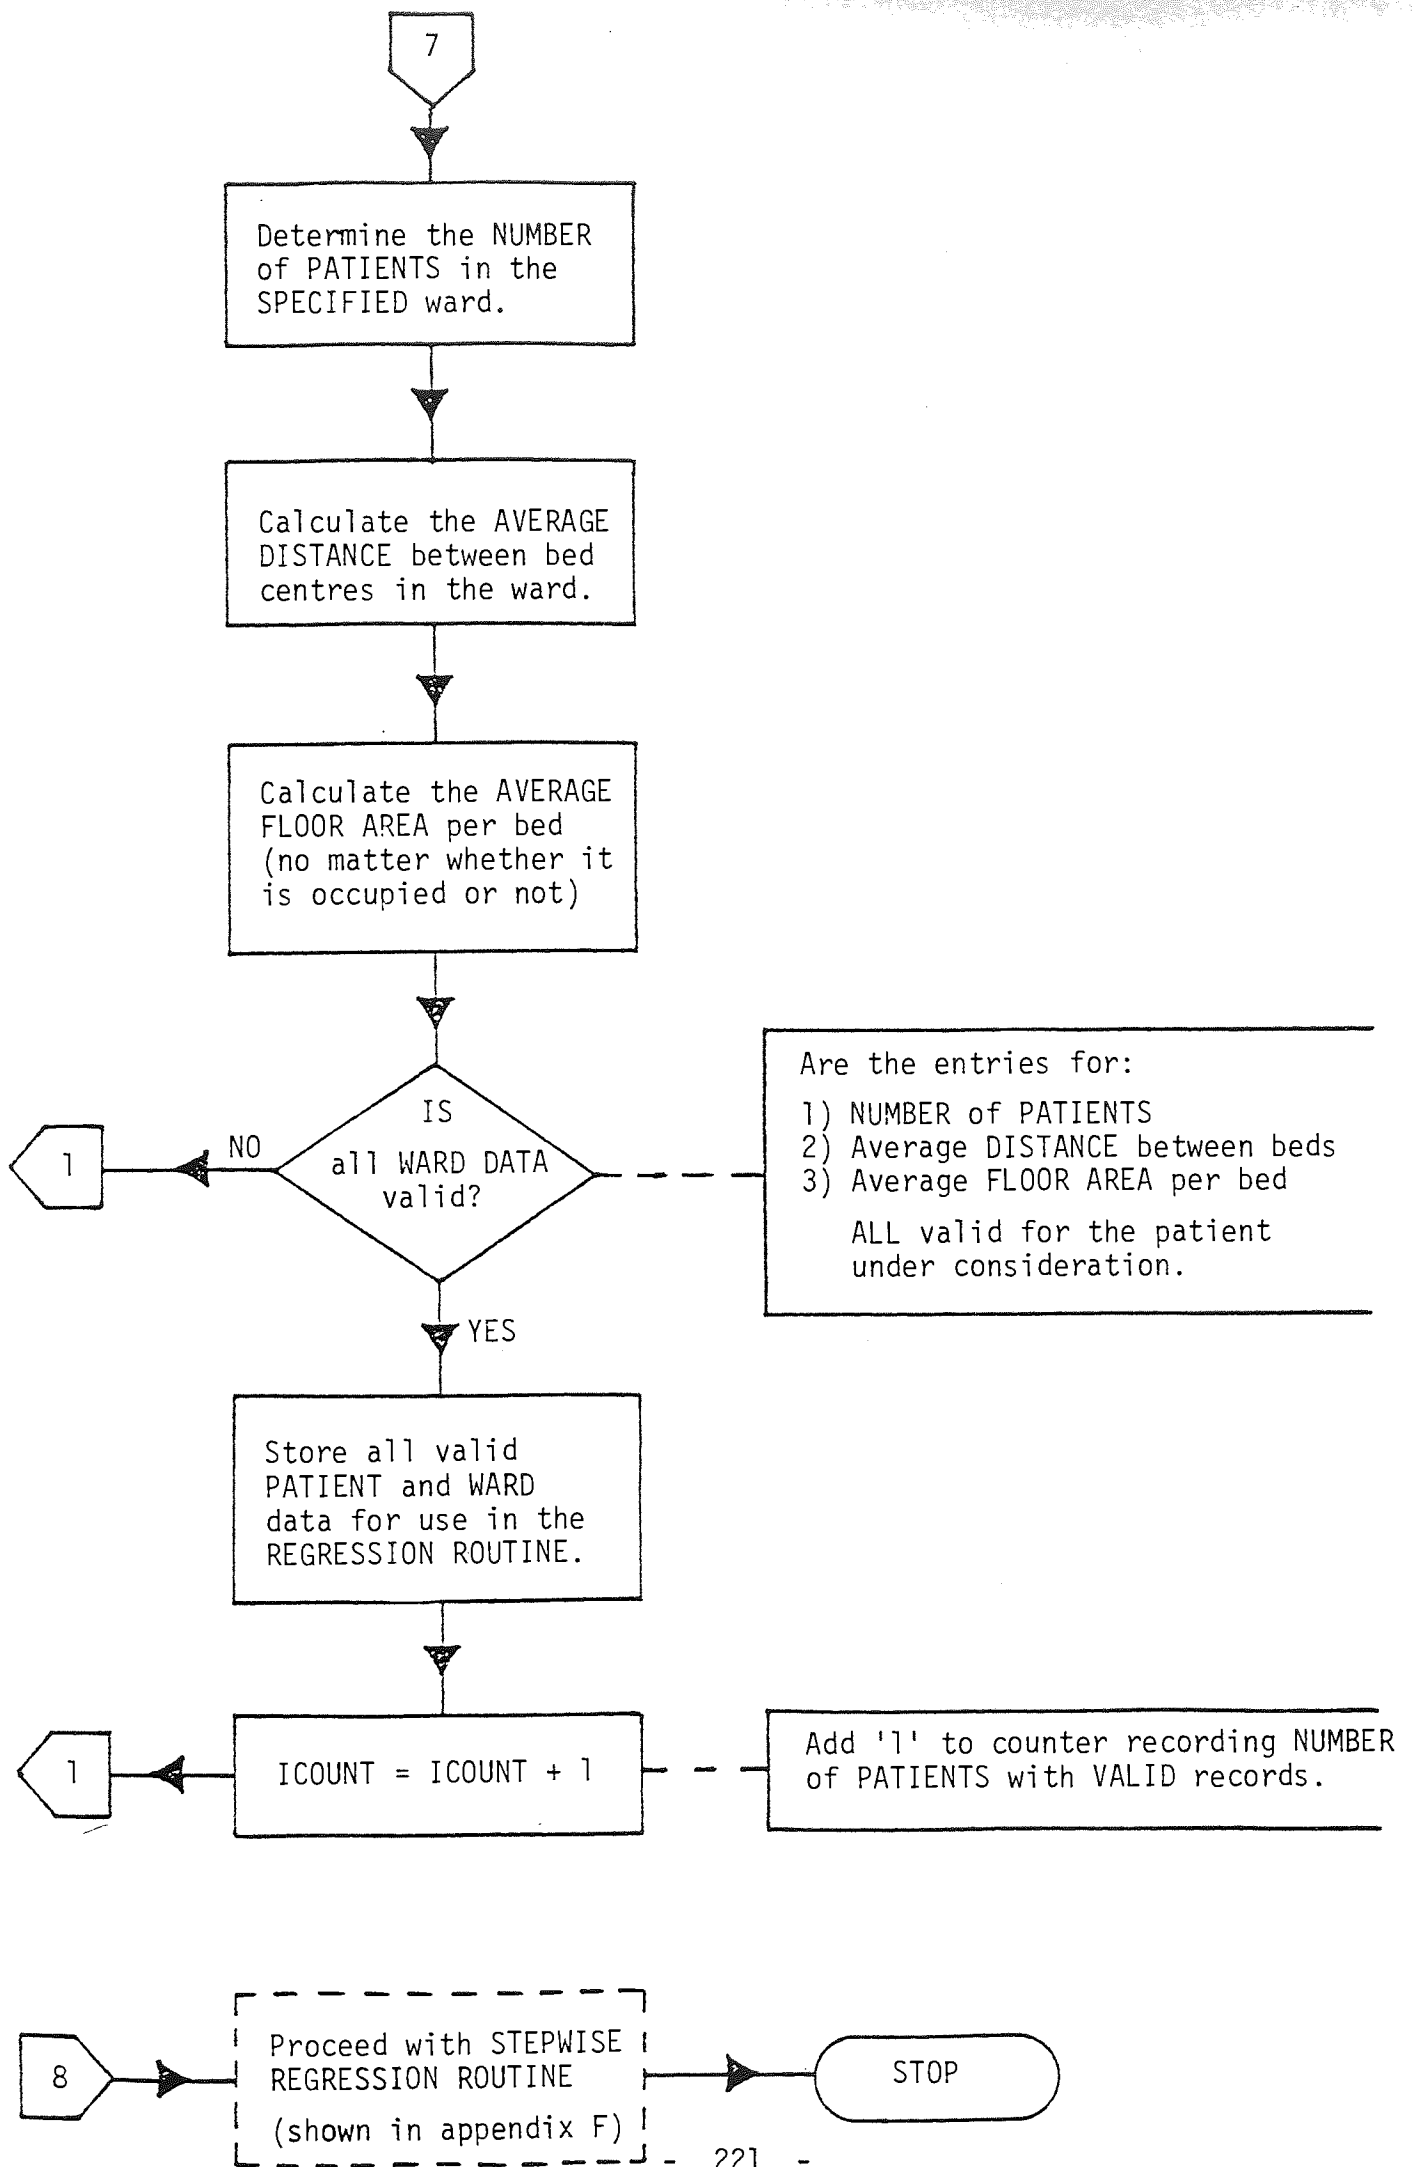 7
Determine the NUMBER
of PATIENTS in the
SPECIFIED ward.
Calculate the AVERAGE
DISTANCE between bed
centres in the ward.
Calculate the AVERAGE
FLOOR AREA per bed
(no matter whether it
is occupied or not)
IS
all WARD DATA
valid?
NO
1
Are the entries for:
1) NUMBER of PATIENTS
2) Average DISTANCE between beds
3) Average FLOOR AREA per bed
ALL valid for the patient
under consideration.
YES
Store all valid
PATIENT and WARD
data for use in the
REGRESSION ROUTINE.
1
ICOUNT = ICOUNT + 1
Add '1' to counter recording NUMBER
of PATIENTS with VALID records.
8
Proceed with STEPWISE
REGRESSION ROUTINE
(shown in appendix F)
STOP
- 221 -